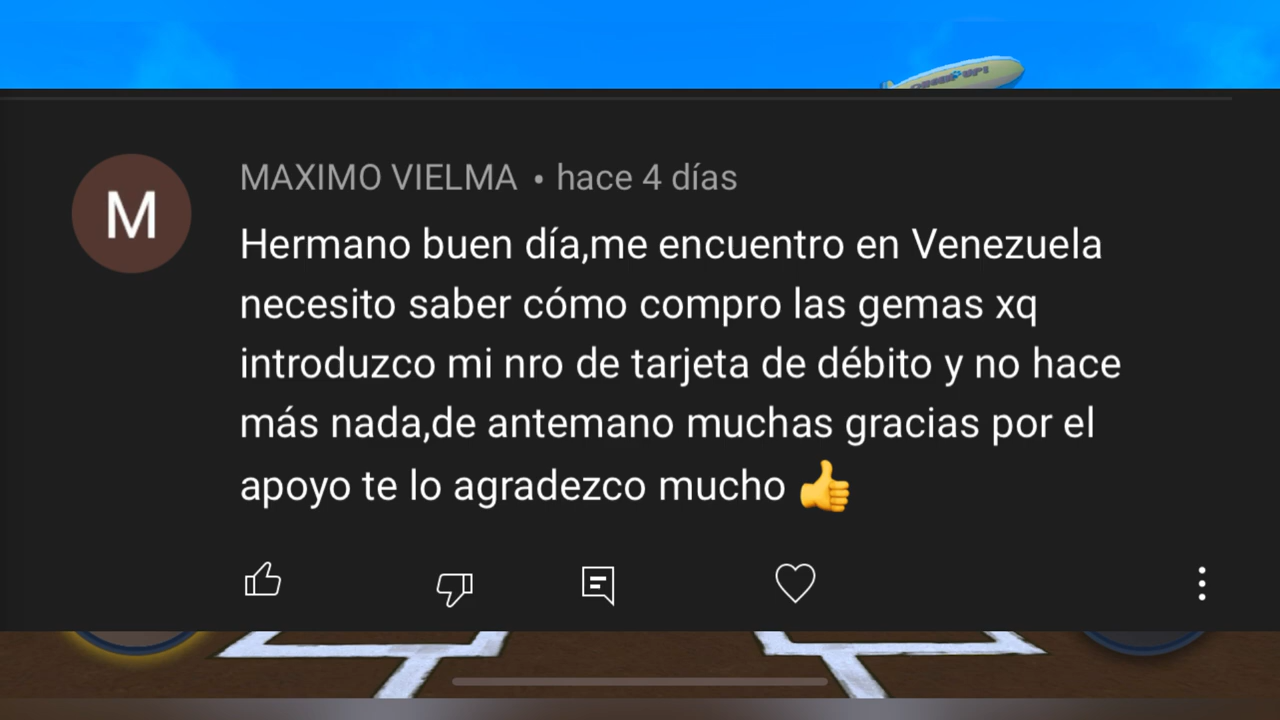 MAXIMO VIELMA • hace 4 días
M
Hermano buen día,me encuentro en Venezuela
necesito saber cómo compro las gemas xq
introduzco mi nro de tarjeta de débito y no hace
más nada,de antemano muchas gracias por el
apoyo te lo agradezco mucho 👍